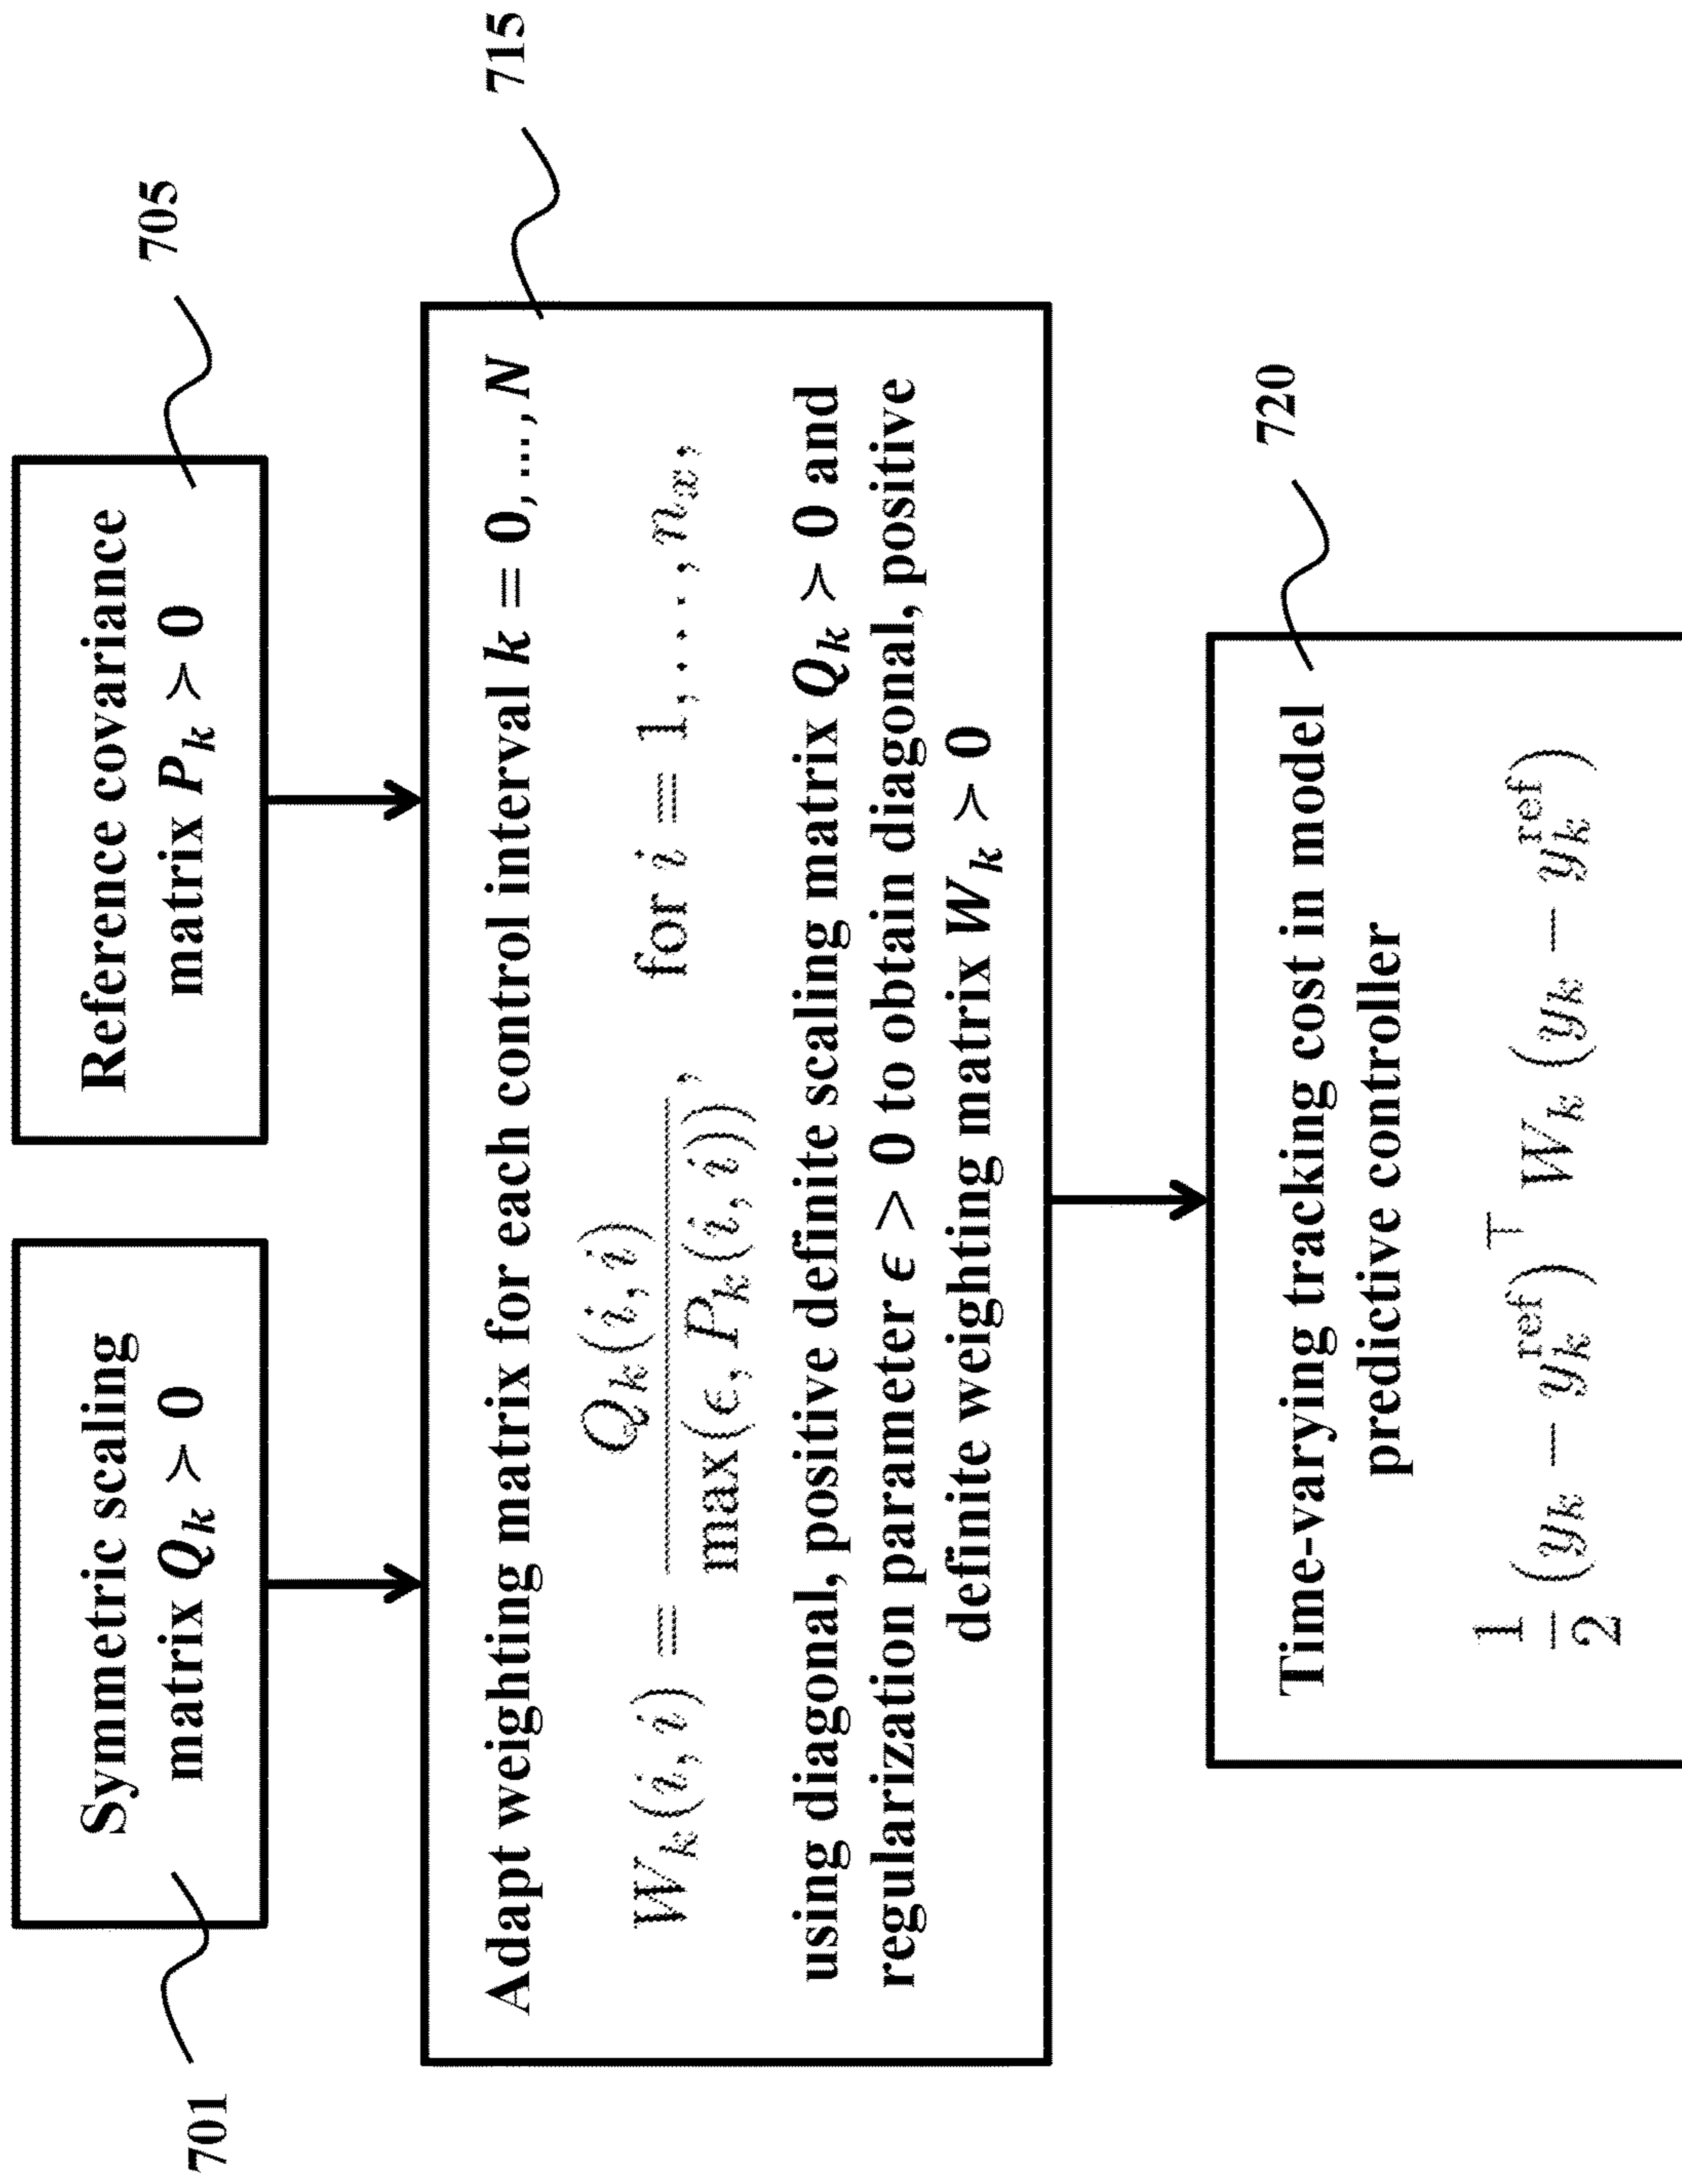 701
Symmetric scaling
matrix Q_k ≻ 0
Reference covariance
matrix P_k ≻ 0
705
Adapt weighting matrix for each control interval k = 0, ..., N
W_k(i, i) = Q_k(i, i) / max(ϵ, P_k(i, i)), for i = 1, . . . , n_x,
using diagonal, positive definite scaling matrix Q_k ≻ 0 and
regularization parameter ϵ > 0 to obtain diagonal, positive
definite weighting matrix W_k ≻ 0
715
Time-varying tracking cost in model
predictive controller
1/2 (y_k − y_k^ref)^⊤ W_k (y_k − y_k^ref)
720